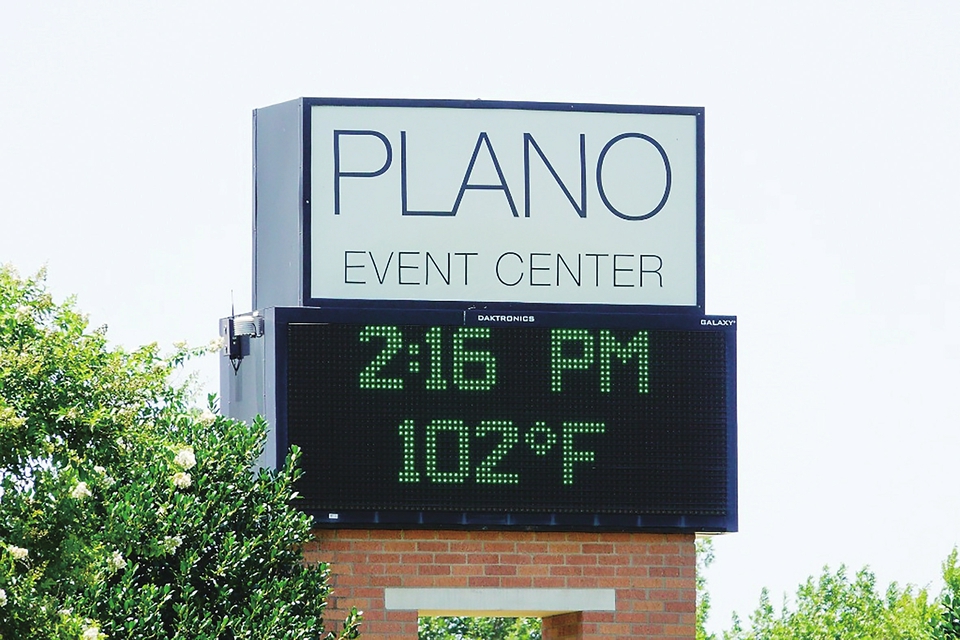 PLANO
EVENT CENTER
DAKTRONICS GALAXY
2:16 PM
102°F